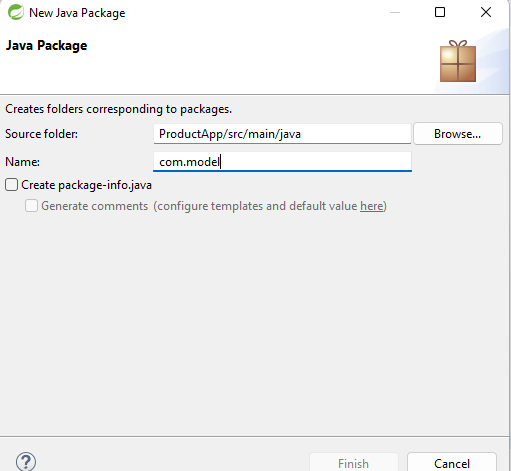 New Java Package
Java Package
Creates folders corresponding to packages.
Source folder: ProductApp/src/main/java Browse...
Name: com.model
Create package-info.java
Generate comments (configure templates and default value here)
Finish Cancel